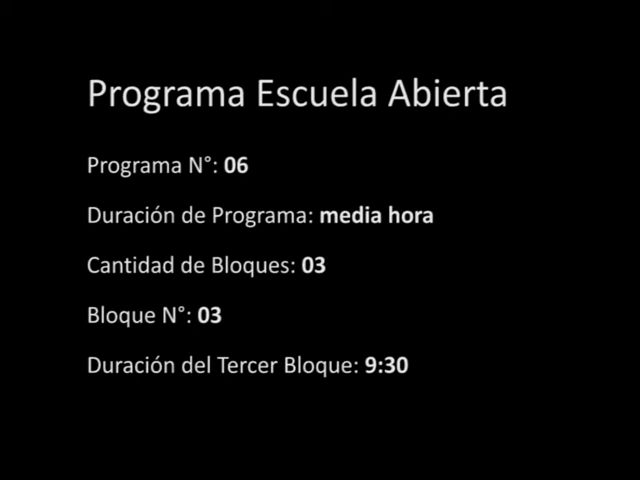 Programa Escuela Abierta
Programa N°: 06
Duración de Programa: media hora
Cantidad de Bloques: 03
Bloque N°: 03
Duración del Tercer Bloque: 9:30